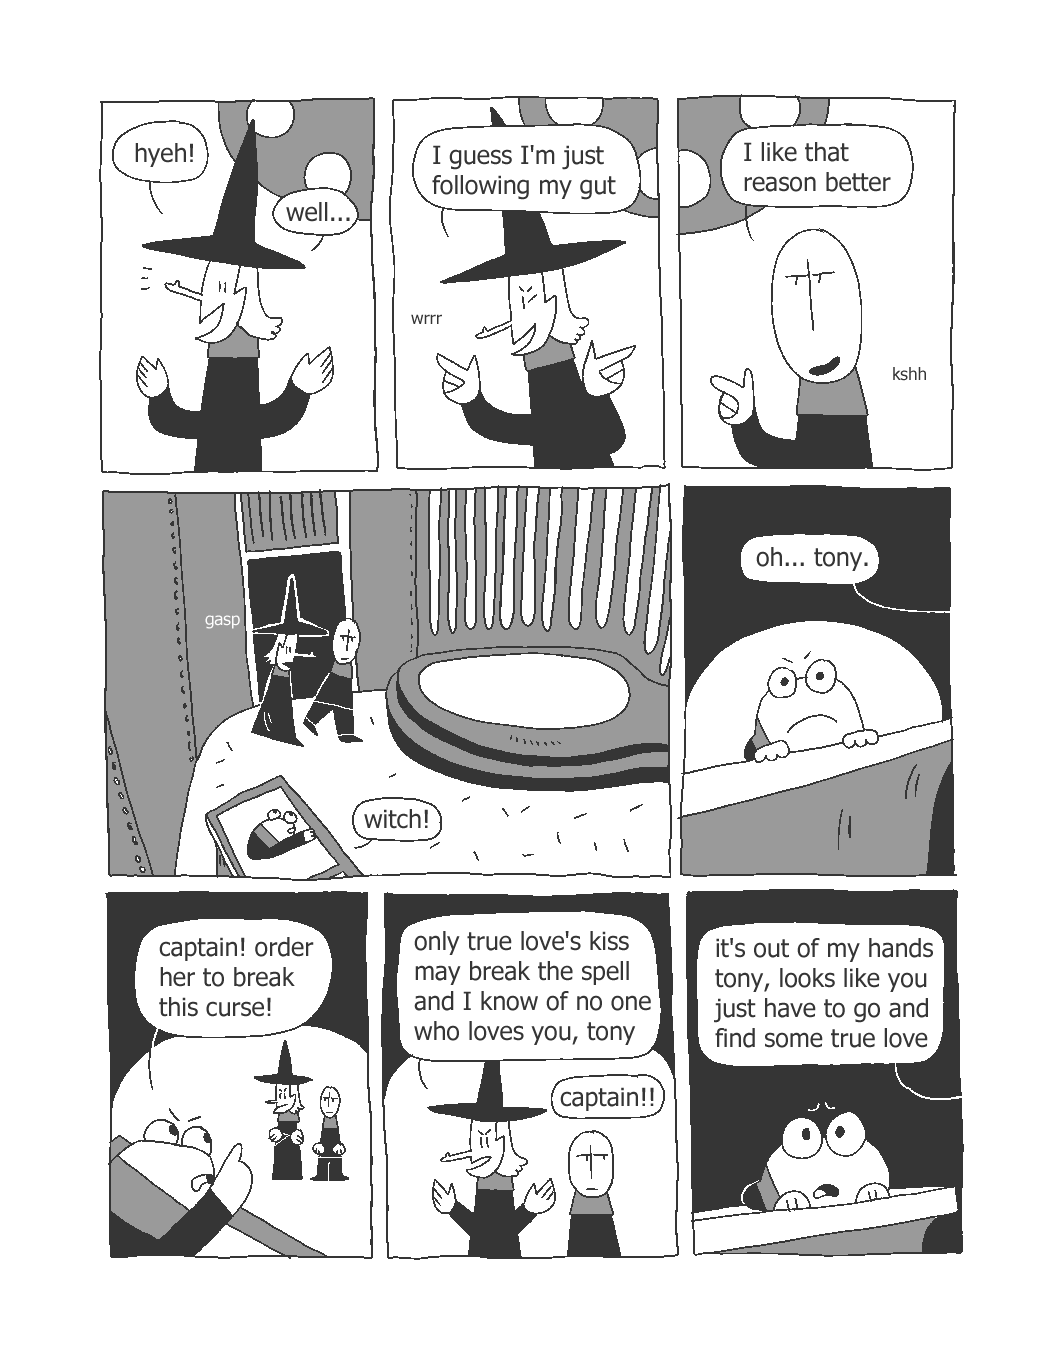 hyeh!
well...
I guess I'm just
following my gut
wrrr
I like that
reason better
kshh
gasp
witch!
oh... tony.
captain! order
her to break
this curse!
only true love's kiss
may break the spell
and I know of no one
who loves you, tony
captain!!
it's out of my hands
tony, looks like you
just have to go and
find some true love